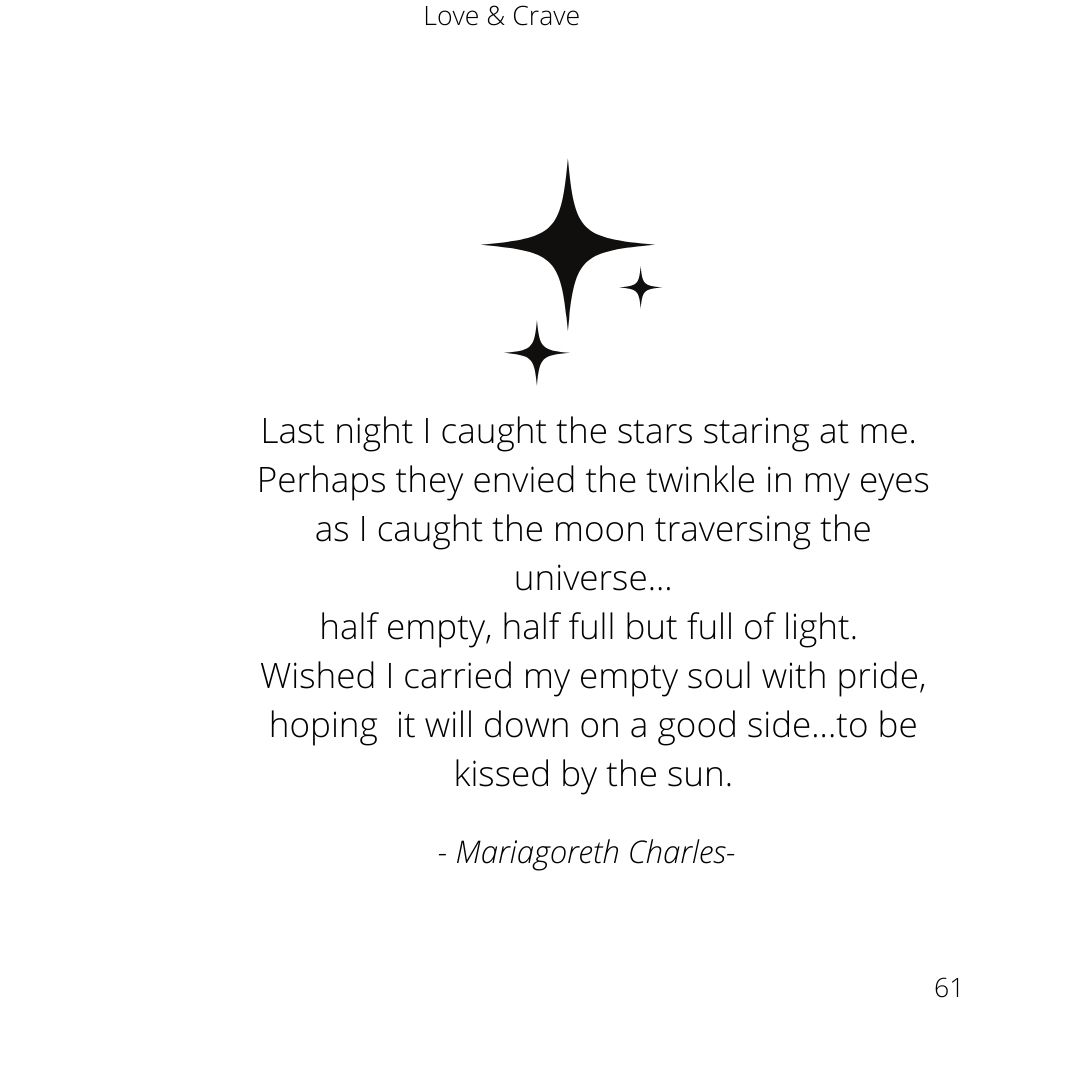 Love & Crave
Last night I caught the stars staring at me.
Perhaps they envied the twinkle in my eyes
as I caught the moon traversing the
universe...
half empty, half full but full of light.
Wished I carried my empty soul with pride,
hoping  it will down on a good side...to be
kissed by the sun.
- Mariagoreth Charles-
61